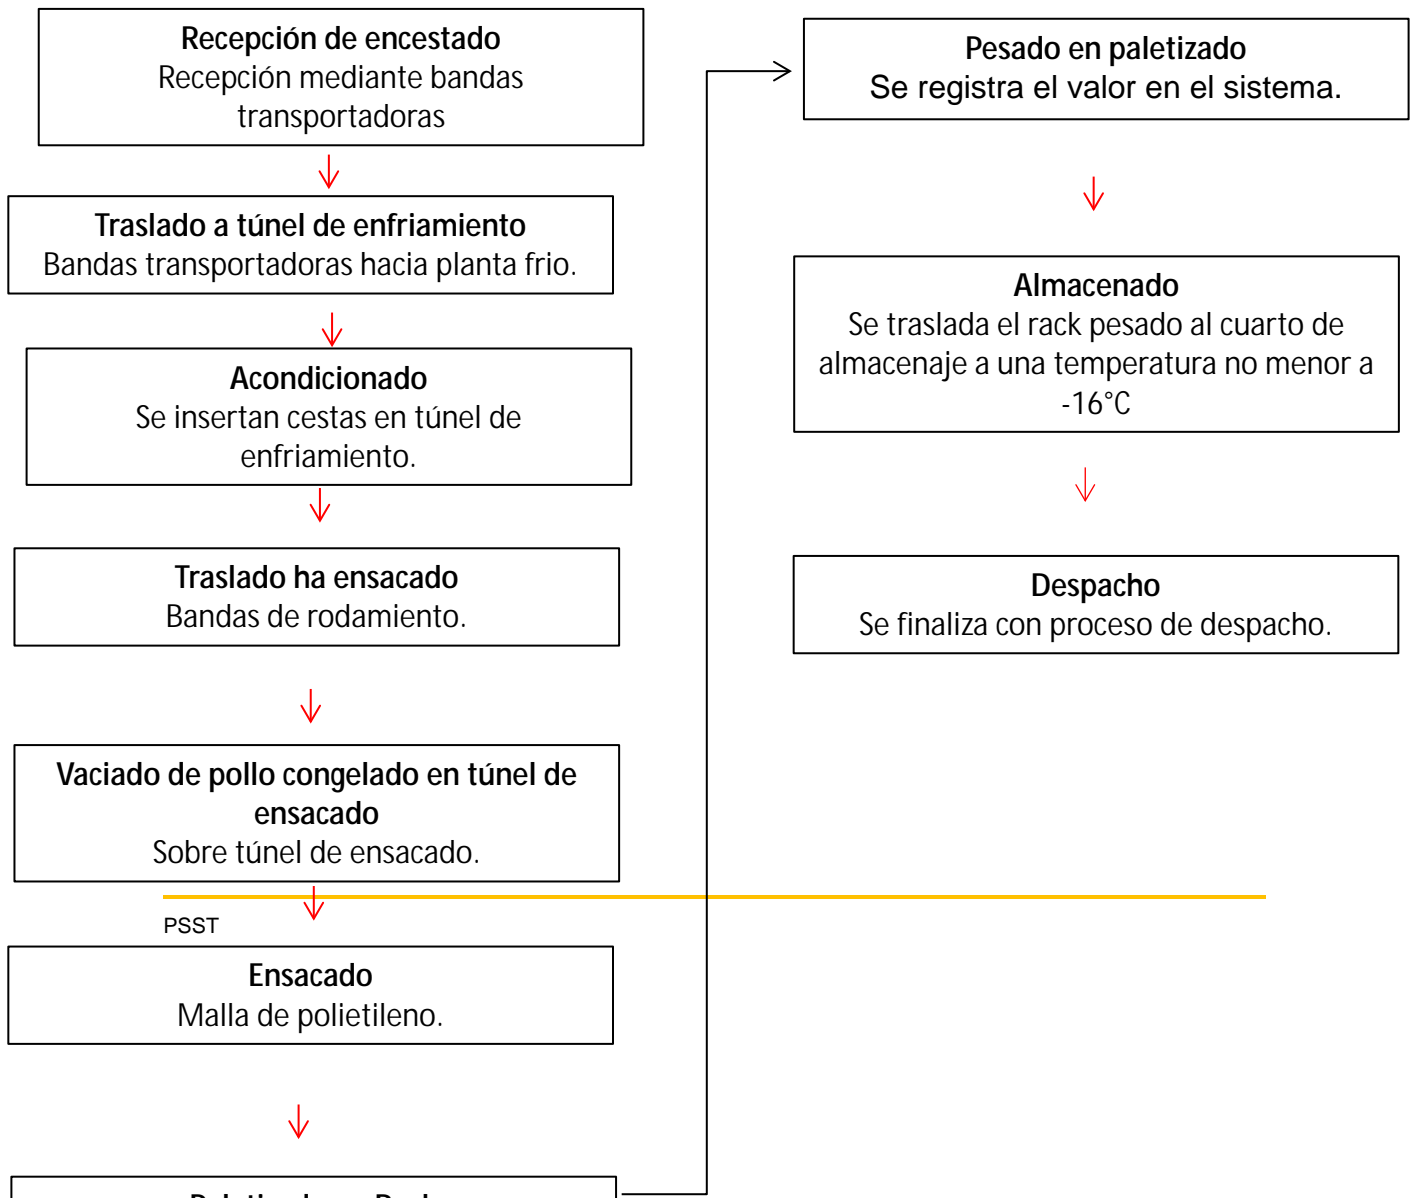 Recepción de encestado
Recepción mediante bandas
transportadoras
Traslado a túnel de enfriamiento
Bandas transportadoras hacia planta frio.
Acondicionado
Se insertan cestas en túnel de
enfriamiento.
Traslado ha ensacado
Bandas de rodamiento.
Vaciado de pollo congelado en túnel de
ensacado
Sobre túnel de ensacado.
PSST
Ensacado
Malla de polietileno.
Pesado en paletizado
Se registra el valor en el sistema.
Almacenado
Se traslada el rack pesado al cuarto de
almacenaje a una temperatura no menor a
-16°C
Despacho
Se finaliza con proceso de despacho.